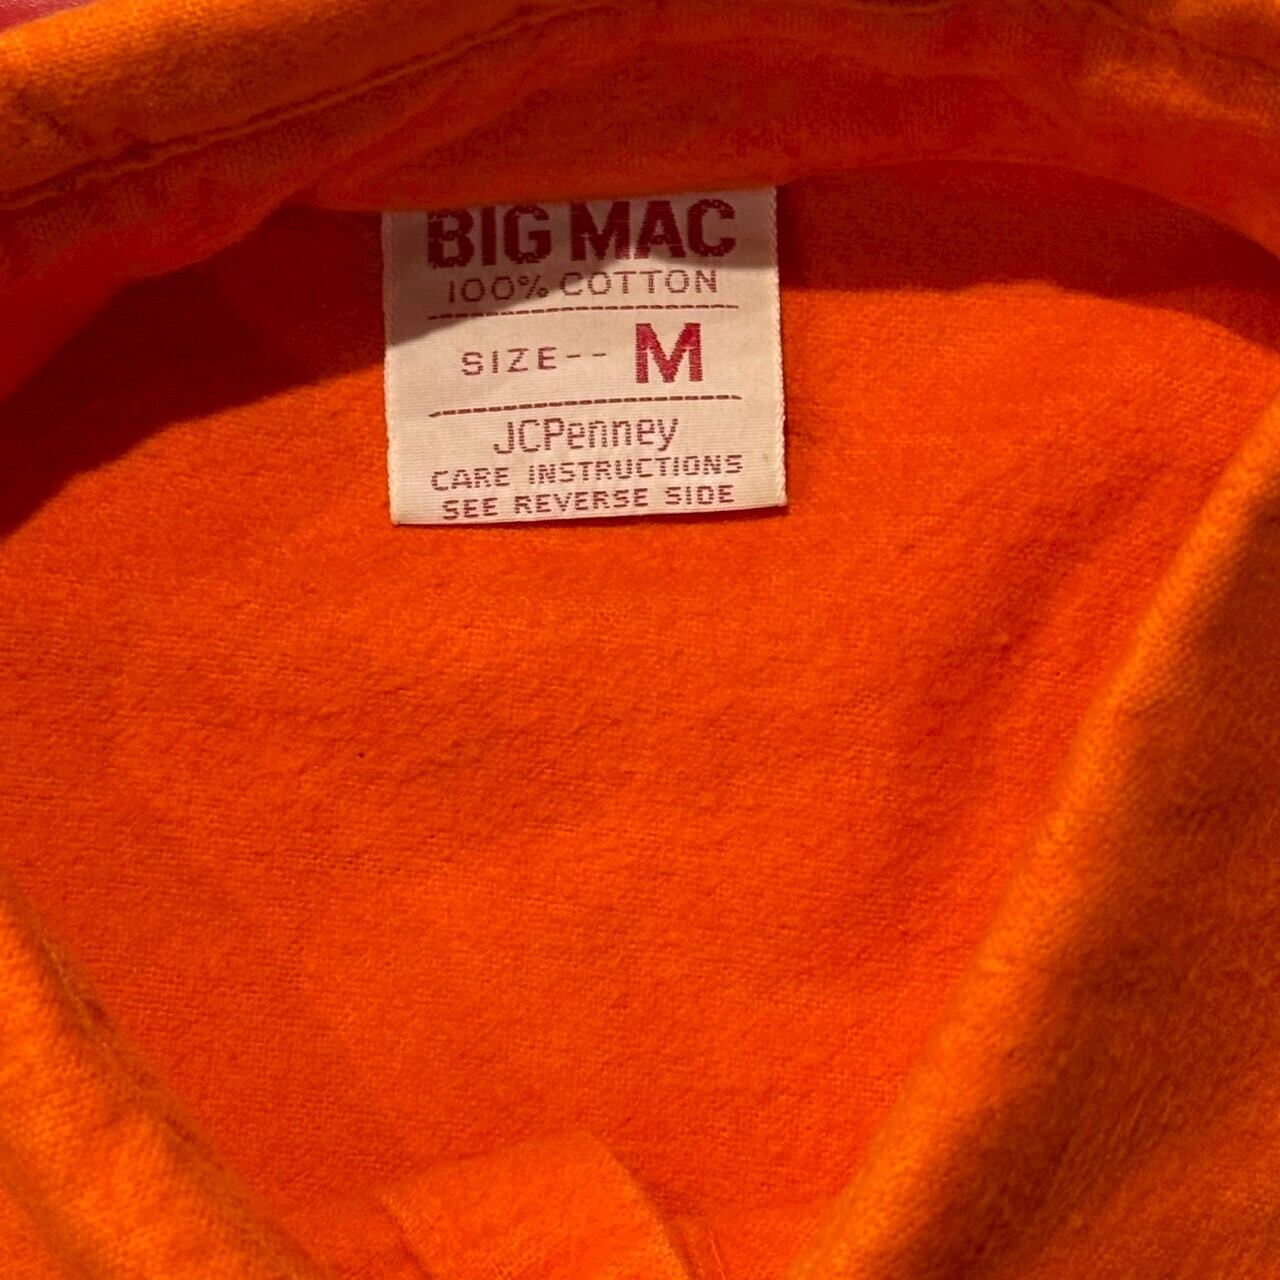 BIG MAC
100% COTTON
SIZE-- M
JCPenney
CARE INSTRUCTIONS
SEE REVERSE SIDE